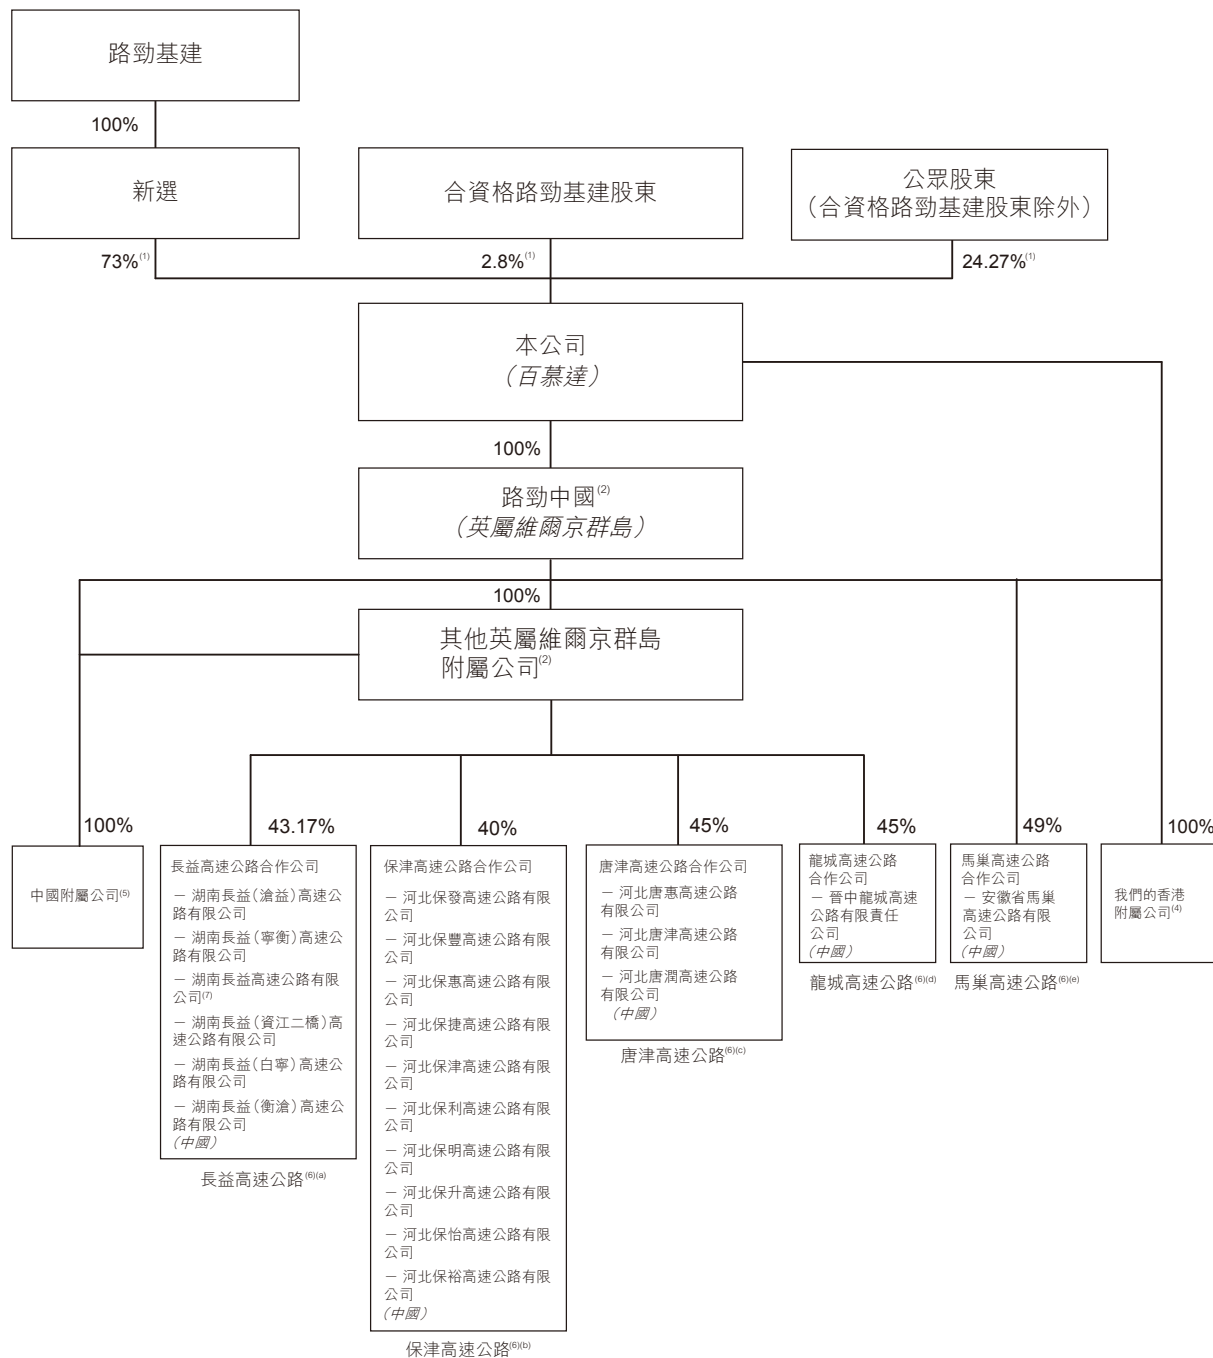 路勁基建
100%
新選
合資格路勁基建股東
公眾股東
（合資格路勁基建股東除外）
73%(1)
2.8%(1)
24.27%(1)
本公司
（百慕達）
100%
路勁中國(2)
（英屬維爾京群島）
100%
其他英屬維爾京群島
附屬公司(2)
100%
43.17%
40%
45%
45%
49%
100%
中國附屬公司(5)
長益高速公路合作公司
－ 湖南長益（滄益）高速公
路有限公司
－ 湖南長益（寧衡）高速公
路有限公司
－ 湖南長益高速公路有限
公司(7)
－ 湖南長益（資江二橋）高
速公路有限公司
－ 湖南長益（白寧）高速公
路有限公司
－ 湖南長益（衡滄）高速公
路有限公司
（中國）
長益高速公路(6)(a)
保津高速公路合作公司
－ 河北保發高速公路有限
公司
－ 河北保豐高速公路有限
公司
－ 河北保惠高速公路有限
公司
－ 河北保捷高速公路有限
公司
－ 河北保津高速公路有限
公司
－ 河北保利高速公路有限
公司
－ 河北保明高速公路有限
公司
－ 河北保升高速公路有限
公司
－ 河北保怡高速公路有限
公司
－ 河北保裕高速公路有限
公司
（中國）
保津高速公路(6)(b)
唐津高速公路合作公司
－ 河北唐惠高速公路
有限公司
－ 河北唐津高速公路
有限公司
－ 河北唐潤高速公路
有限公司
（中國）
唐津高速公路(6)(c)
龍城高速公路
合作公司
－ 晉中龍城高速
公路有限責任
公司
（中國）
龍城高速公路(6)(d)
馬巢高速公路
合作公司
－ 安徽省馬巢
高速公路有限
公司
（中國）
馬巢高速公路(6)(e)
我們的香港
附屬公司(4)